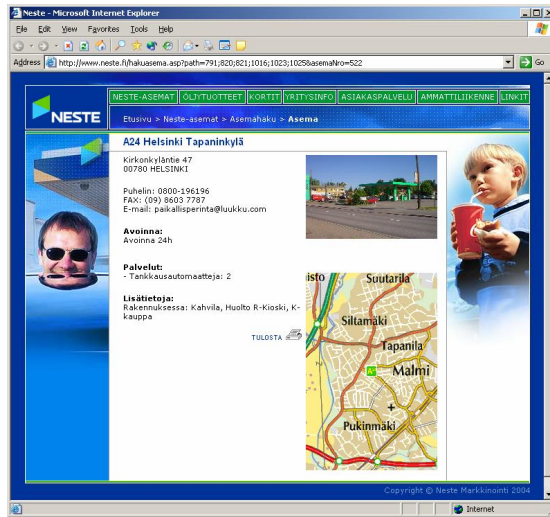 Neste - Microsoft Internet Explorer
File Edit View Favorites Tools Help
Address http://www.neste.fi/hakuasema.asp?path=791;820;821;1016;1023;1025&asemaNro=522 Go
NESTE
NESTE-ASEMAT ÖLJYTUOTTEET KORTIT YRITYSINFO ASIAKASPALVELU AMMATTILIIKENNE LINKIT
Etusivu > Neste-asemat > Asemahaku > Asema
A24 Helsinki Tapaninkylä
Kirkonkyläntie 47
00780 HELSINKI
Puhelin: 0800-196196
FAX: (09) 8603 7787
E-mail: paikallisperinta@luukku.com
Avoinna:
Avoinna 24h
Palvelut:
- Tankkausautomaatteja: 2
Lisätietoja:
Rakennuksessa: Kahvila, Huolto R-Kioski, K-
kauppa
TULOSTA
isto Suutarila
Siltamäki
Tapanila
A24
Malmi
Pukinmäki
Copyright © Neste Markkinointi 2004
Internet